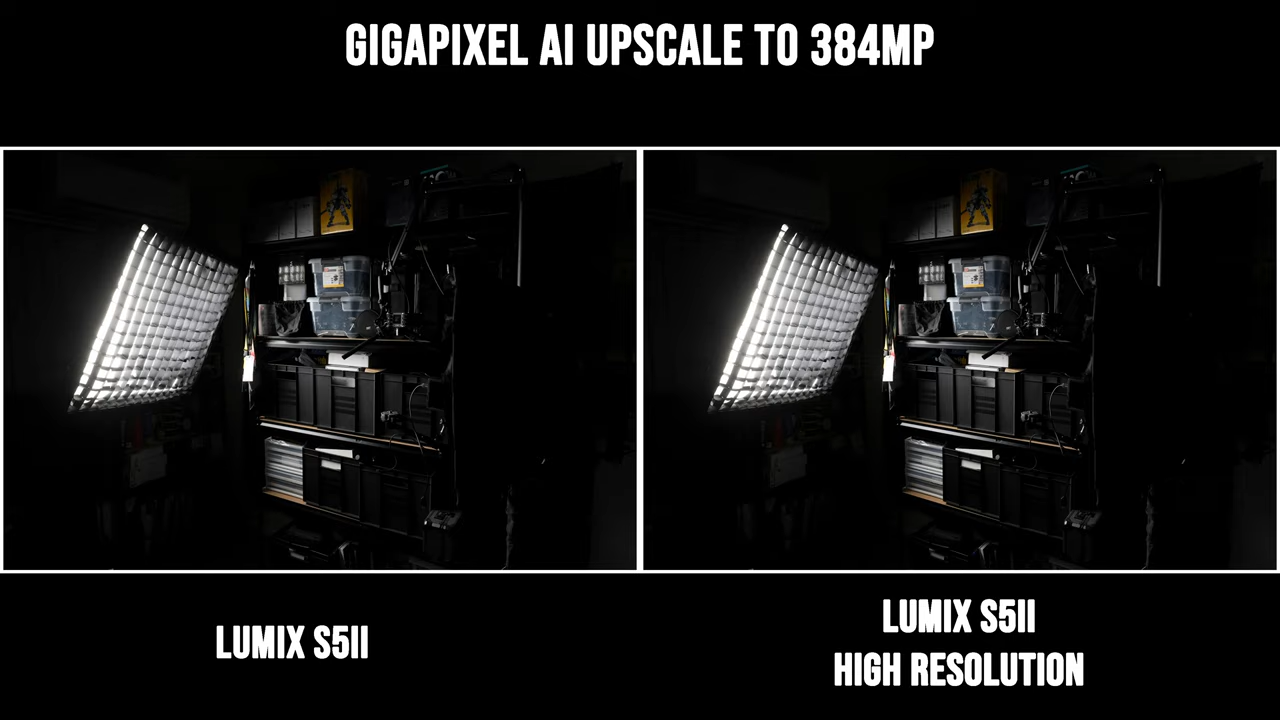 GIGAPIXEL AI UPSCALE TO 384MP
LUMIX S5II
LUMIX S5II
HIGH RESOLUTION